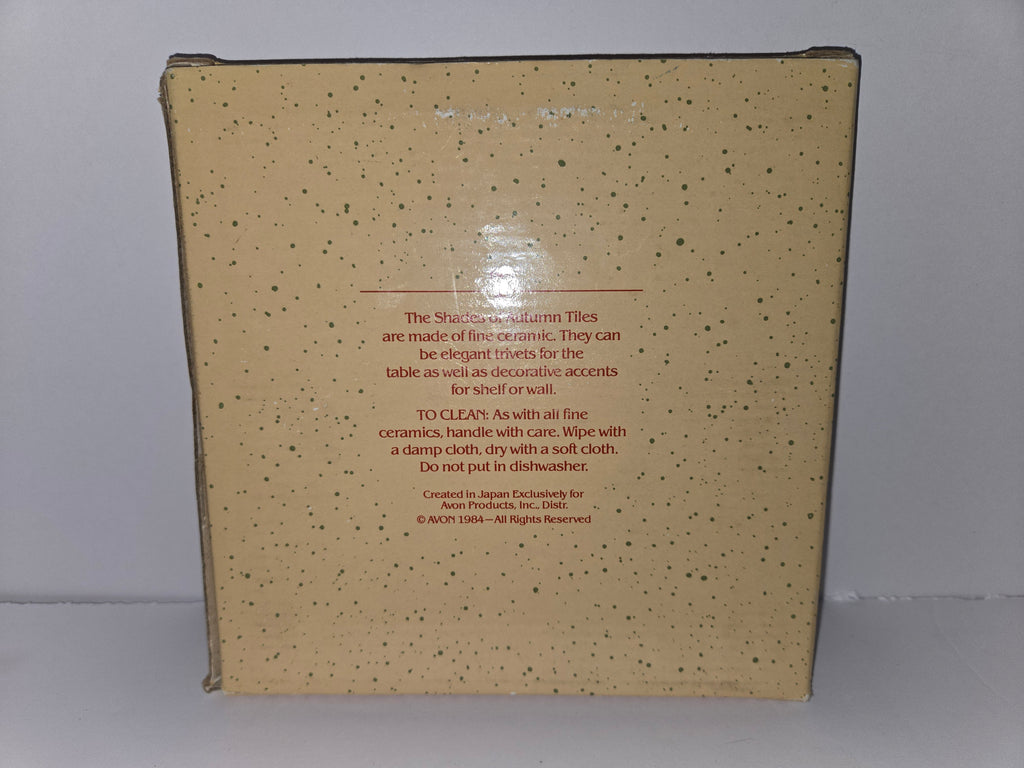 The Shades of Autumn Tiles
are made of fine ceramic. They can
be elegant trivets for the
table as well as decorative accents
for shelf or wall.
TO CLEAN: As with all fine
ceramics, handle with care. Wipe with
a damp cloth, dry with a soft cloth.
Do not put in dishwasher.
Created in Japan Exclusively for
Avon Products, Inc., Distr.
© AVON 1984—All Rights Reserved